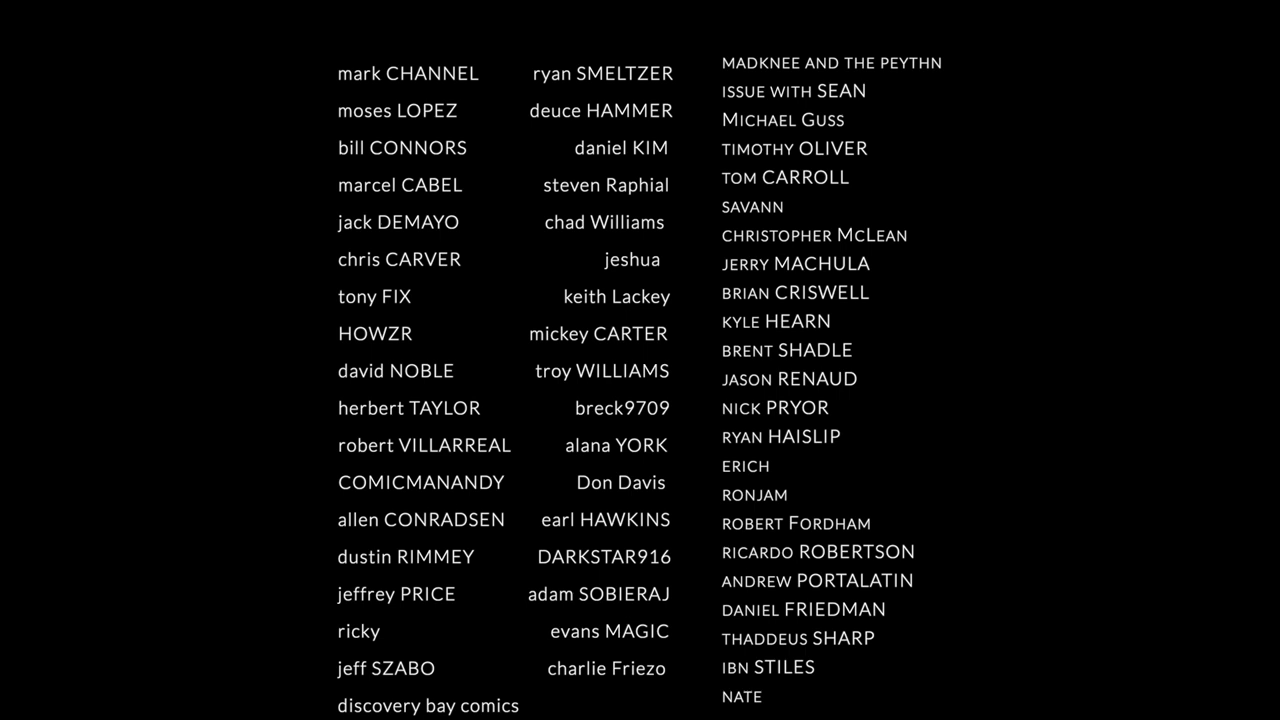 mark CHANNEL
moses LOPEZ
bill CONNORS
marcel CABEL
jack DEMAYO
chris CARVER
tony FIX
HOWZR
david NOBLE
herbert TAYLOR
robert VILLARREAL
COMICMANANDY
allen CONRADSEN
dustin RIMMEY
jeffrey PRICE
ricky
jeff SZABO
discovery bay comics
ryan SMELTZER
deuce HAMMER
daniel KIM
steven Raphial
chad Williams
jeshua
keith Lackey
mickey CARTER
troy WILLIAMS
breck9709
alana YORK
Don Davis
earl HAWKINS
DARKSTAR916
adam SOBIERAJ
evans MAGIC
charlie Friezo
MADKNEE AND THE PEYTHN
ISSUE WITH SEAN
MICHAEL GUSS
TIMOTHY OLIVER
TOM CARROLL
SAVANN
CHRISTOPHER MCLEAN
JERRY MACHULA
BRIAN CRISWELL
KYLE HEARN
BRENT SHADLE
JASON RENAUD
NICK PRYOR
RYAN HAISLIP
ERICH
RONJAM
ROBERT FORDHAM
RICARDO ROBERTSON
ANDREW PORTALATIN
DANIEL FRIEDMAN
THADDEUS SHARP
IBN STILES
NATE